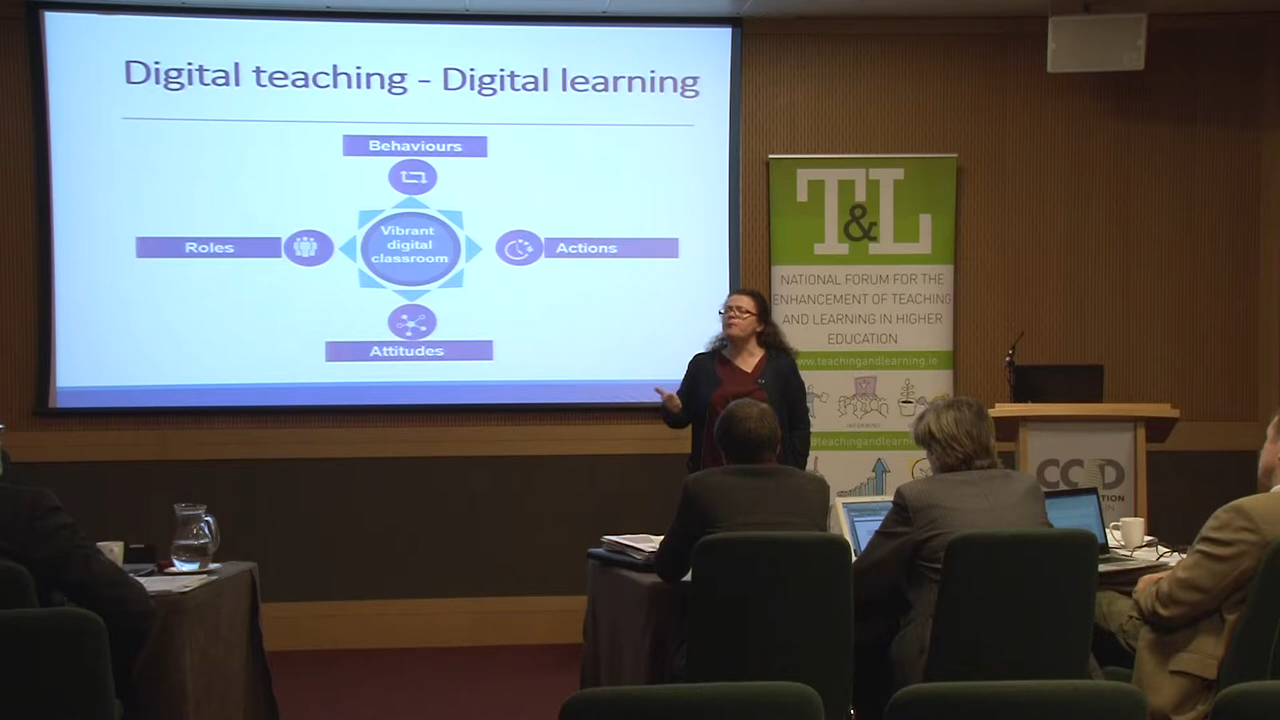 Digital teaching - Digital learning
Behaviours
Roles
Vibrant
digital
classroom
Actions
Attitudes
T&L
NATIONAL FORUM FOR THE
ENHANCEMENT OF TEACHING
AND LEARNING IN HIGHER
EDUCATION
www.teachingandlearning.ie